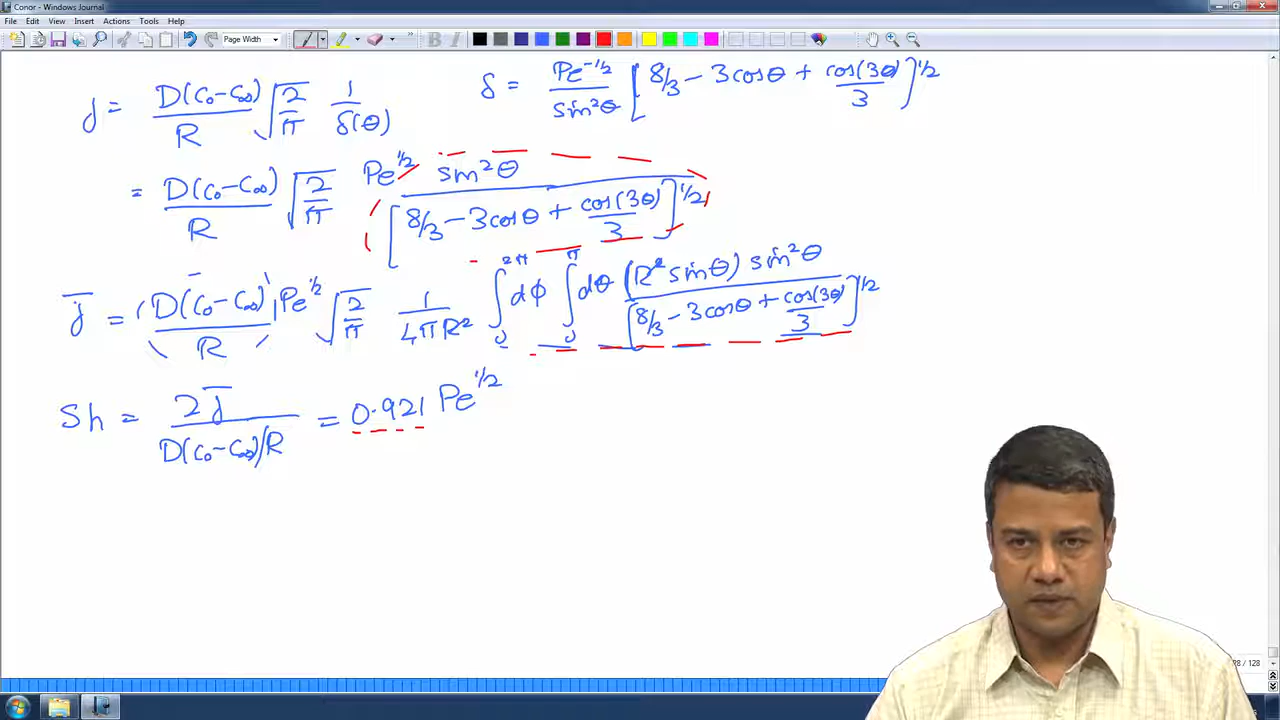 Conor - Windows Journal
File Edit View Insert Actions Tools Help
Page Width
j = D(C₀-C∞)/R √(2/π) 1/δ(θ)    δ = Pe^(-1/2)/sin²θ [8/3 - 3cosθ + cos(3θ)/3]^(1/2)
= D(C₀-C∞)/R √(2/π) Pe^(1/2) sin²θ/[8/3 - 3cosθ + cos(3θ)/3]^(1/2)
j̅ = (D(C₀-C∞)/R) Pe^(1/2) √(2/π) 1/4πR² ∫₀^(2π) dϕ ∫₀^π dθ (R² sinθ) sin²θ/[8/3 - 3cosθ + cos(3θ)/3]^(1/2)
Sh = 2j̅/(D(C₀-C∞)/R) = 0.921 Pe^(1/2)